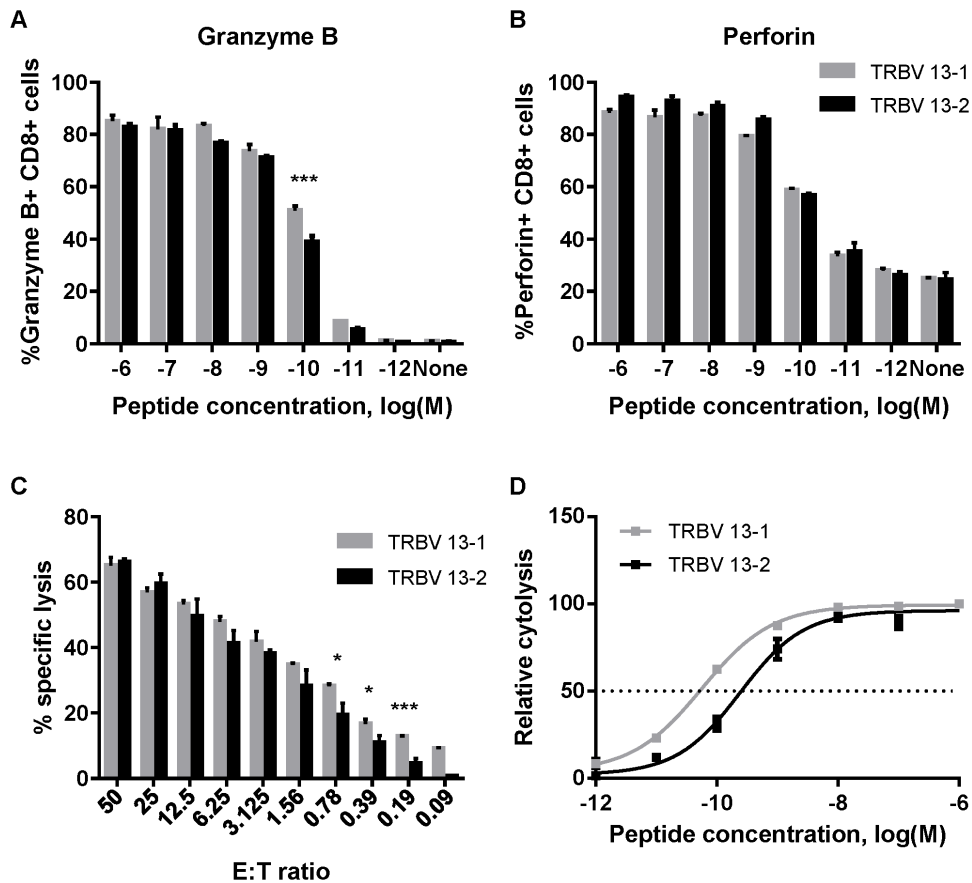 A
Granzyme B
%Granzyme B+ CD8+ cells
100
80
60
40
20
0
***
-6 -7 -8 -9 -10 -11 -12 None
Peptide concentration, log(M)
B
Perforin
TRBV 13-1
TRBV 13-2
%Perforin+ CD8+ cells
100
80
60
40
20
0
-6 -7 -8 -9 -10 -11 -12 None
Peptide concentration, log(M)
C
TRBV 13-1
TRBV 13-2
% specific lysis
80
60
40
20
0
*
*
***
50 25 12.5 6.25 3.125 1.56 0.78 0.39 0.19 0.09
E:T ratio
D
TRBV 13-1
TRBV 13-2
Relative cytolysis
150
100
50
0
-12 -10 -8 -6
Peptide concentration, log(M)